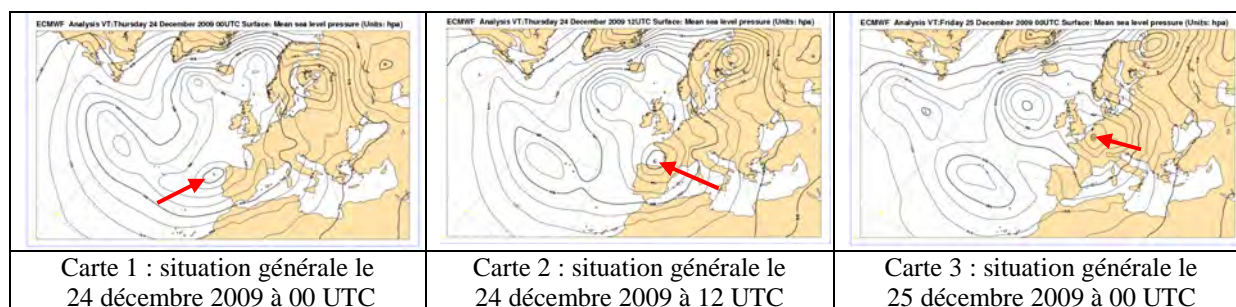 ECMWF Analysis VT:Thursday 24 December 2009 00UTC Surface: Mean sea level pressure (Units: hpa)
ECMWF Analysis VT:Thursday 24 December 2009 12UTC Surface: Mean sea level pressure (Units: hpa)
ECMWF Analysis VT:Friday 25 December 2009 00UTC Surface: Mean sea level pressure (Units: hpa)
Carte 1 : situation générale le
24 décembre 2009 à 00 UTC
Carte 2 : situation générale le
24 décembre 2009 à 12 UTC
Carte 3 : situation générale le
25 décembre 2009 à 00 UTC